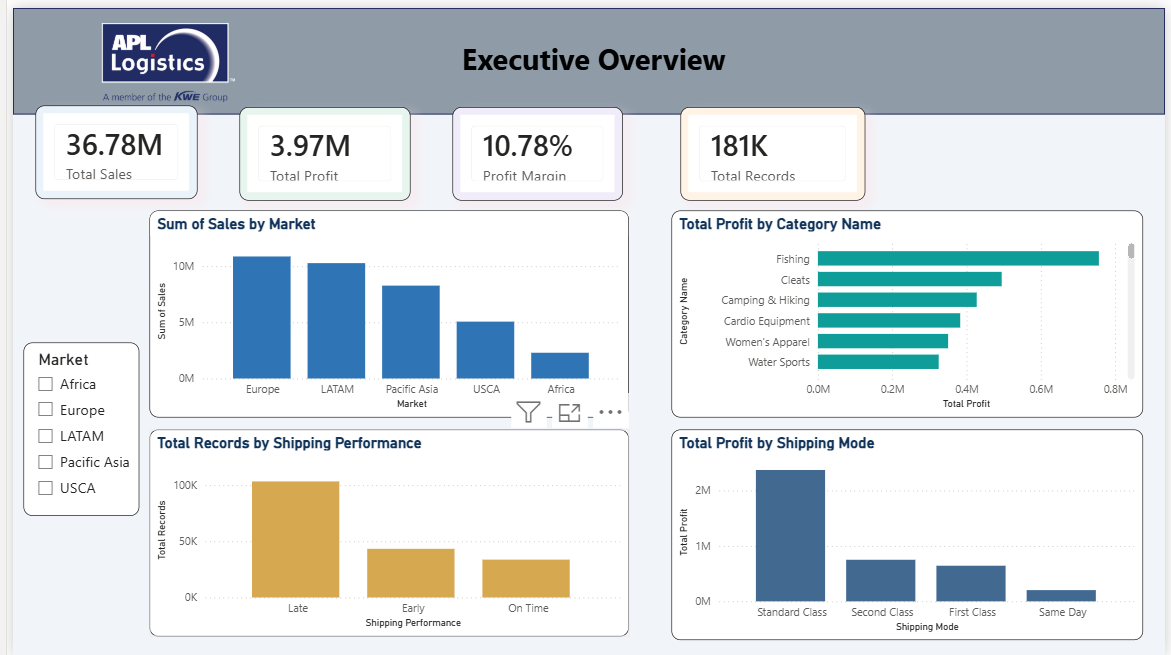 APL
Logistics
A member of the KWE Group
Executive Overview
36.78M
Total Sales
3.97M
Total Profit
10.78%
Profit Margin
181K
Total Records
Market
Africa
Europe
LATAM
Pacific Asia
USCA
Sum of Sales by Market
Sum of Sales
10M
5M
0M
Europe LATAM Pacific Asia USCA Africa
Market
Total Profit by Category Name
Category Name
Fishing
Cleats
Camping & Hiking
Cardio Equipment
Women's Apparel
Water Sports
0.0M 0.2M 0.4M 0.6M 0.8M
Total Profit
Total Records by Shipping Performance
Total Records
100K
50K
0K
Late Early On Time
Shipping Performance
Total Profit by Shipping Mode
Total Profit
2M
1M
0M
Standard Class Second Class First Class Same Day
Shipping Mode